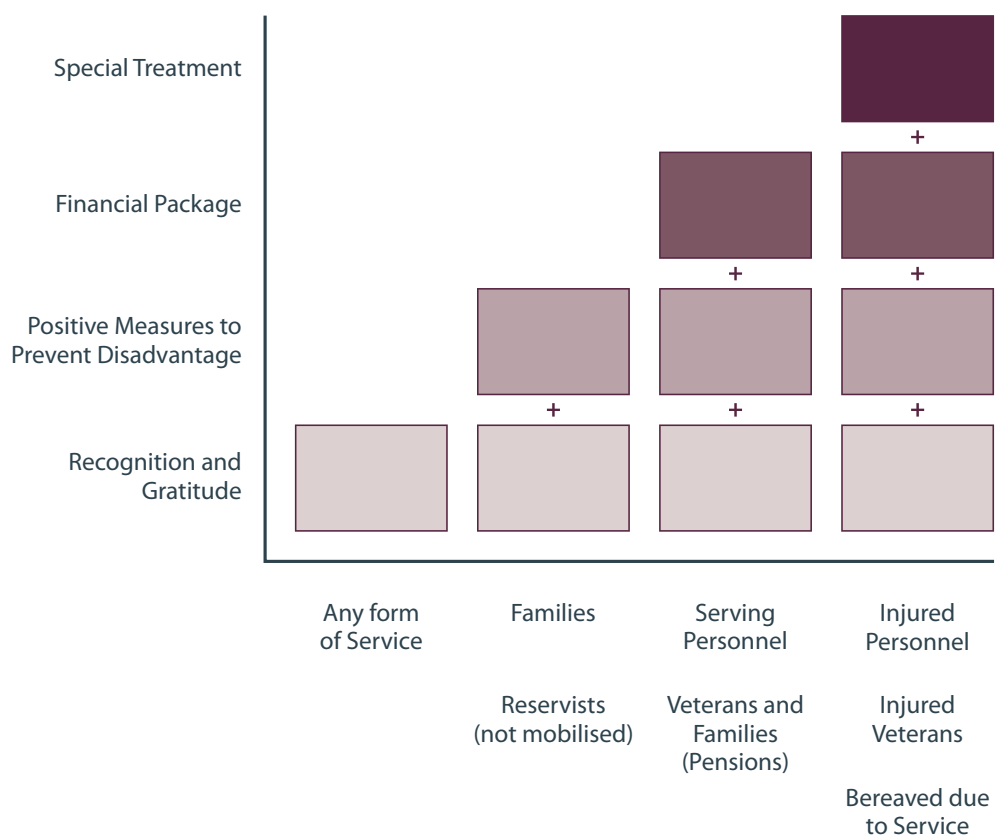 Special Treatment
+
Financial Package
+
+
Positive Measures to
Prevent Disadvantage
+
+
+
Recognition and
Gratitude
Any form
of Service
Families
Serving
Personnel
Injured
Personnel
Reservists
(not mobilised)
Veterans and
Families
(Pensions)
Injured
Veterans
Bereaved due
to Service